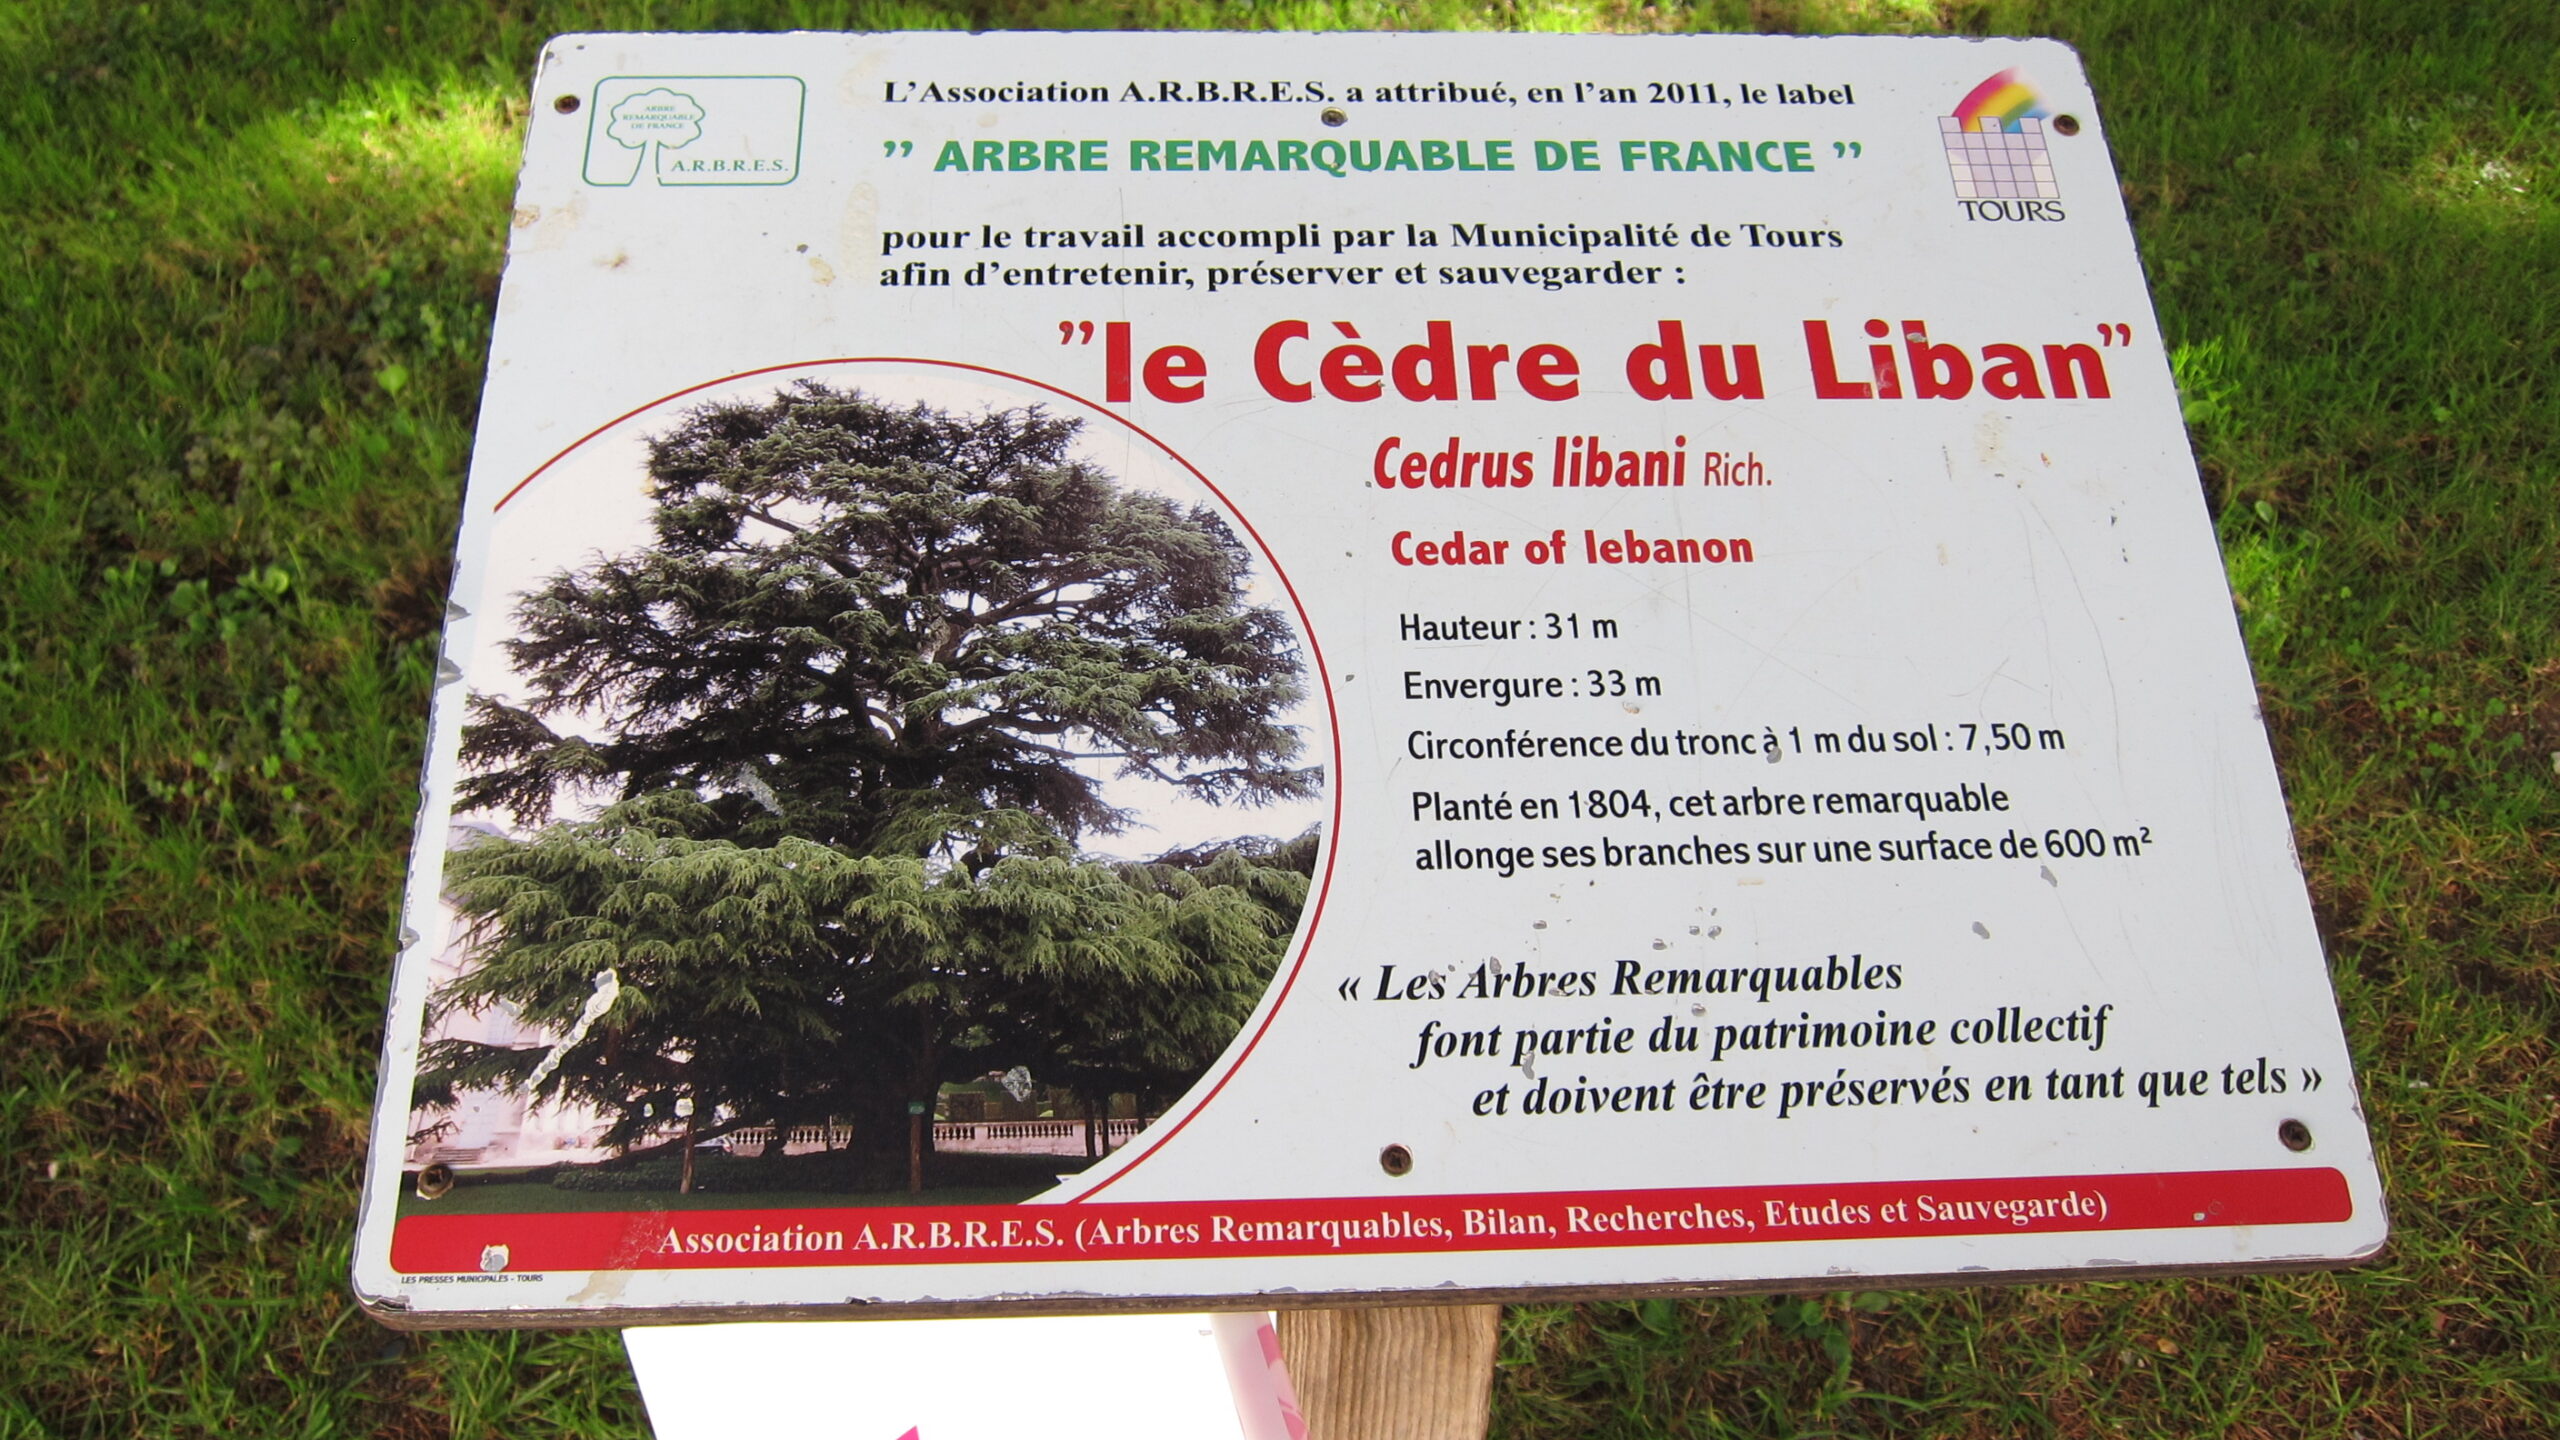 ARBRE
REMARQUABLE
DE FRANCE
A.R.B.R.E.S.
L'Association A.R.B.R.E.S. a attribué, en l'an 2011, le label
” ARBRE REMARQUABLE DE FRANCE ”
TOURS
pour le travail accompli par la Municipalité de Tours
afin d'entretenir, préserver et sauvegarder :
”le Cèdre du Liban”
Cedrus libani Rich.
Cedar of lebanon
Hauteur : 31 m
Envergure : 33 m
Circonférence du tronc à 1 m du sol : 7,50 m
Planté en 1804, cet arbre remarquable
allonge ses branches sur une surface de 600 m²
« Les Arbres Remarquables
font partie du patrimoine collectif
et doivent être préservés en tant que tels »
Association A.R.B.R.E.S. (Arbres Remarquables, Bilan, Recherches, Etudes et Sauvegarde)
LES PRESSES MUNICIPALES - TOURS